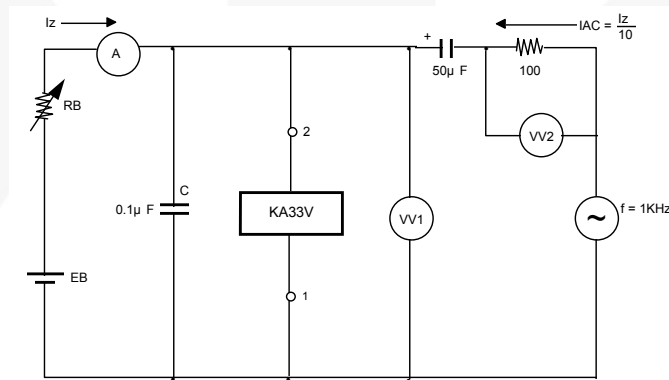 Iz
IAC = Iz/10
A
+
50μ F
100
RB
2
VV2
C
0.1μ F
KA33V
VV1
~
f = 1KHz
EB
1